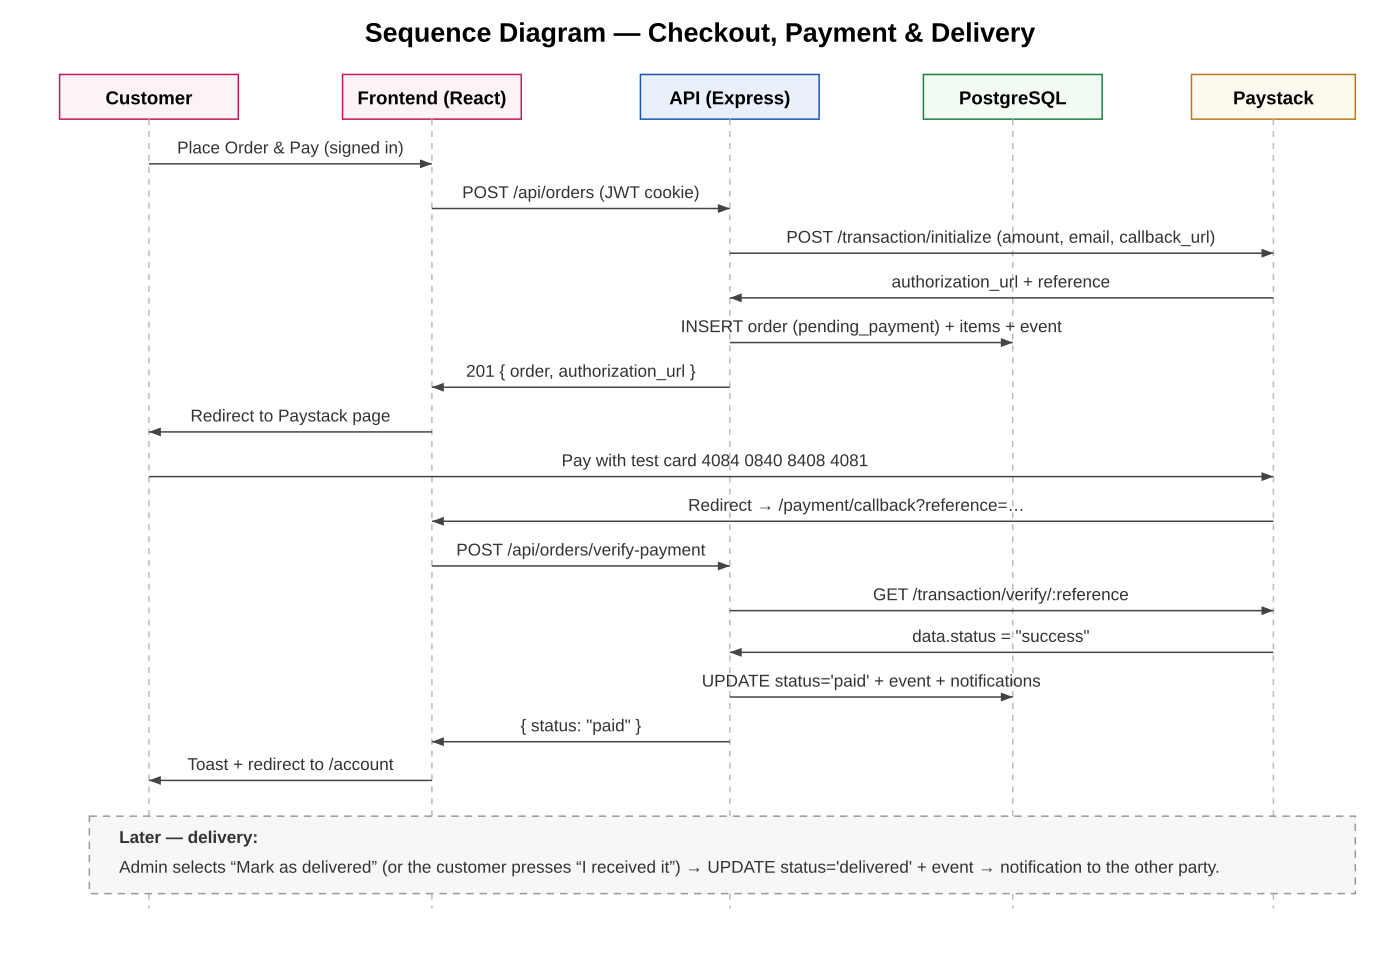 Sequence Diagram — Checkout, Payment & Delivery
Customer
Frontend (React)
API (Express)
PostgreSQL
Paystack
Place Order & Pay (signed in)
POST /api/orders (JWT cookie)
POST /transaction/initialize (amount, email, callback_url)
authorization_url + reference
INSERT order (pending_payment) + items + event
201 { order, authorization_url }
Redirect to Paystack page
Pay with test card 4084 0840 8408 4081
Redirect → /payment/callback?reference=…
POST /api/orders/verify-payment
GET /transaction/verify/:reference
data.status = "success"
UPDATE status='paid' + event + notifications
{ status: "paid" }
Toast + redirect to /account
Later — delivery:
Admin selects “Mark as delivered” (or the customer presses “I received it”) → UPDATE status='delivered' + event → notification to the other party.